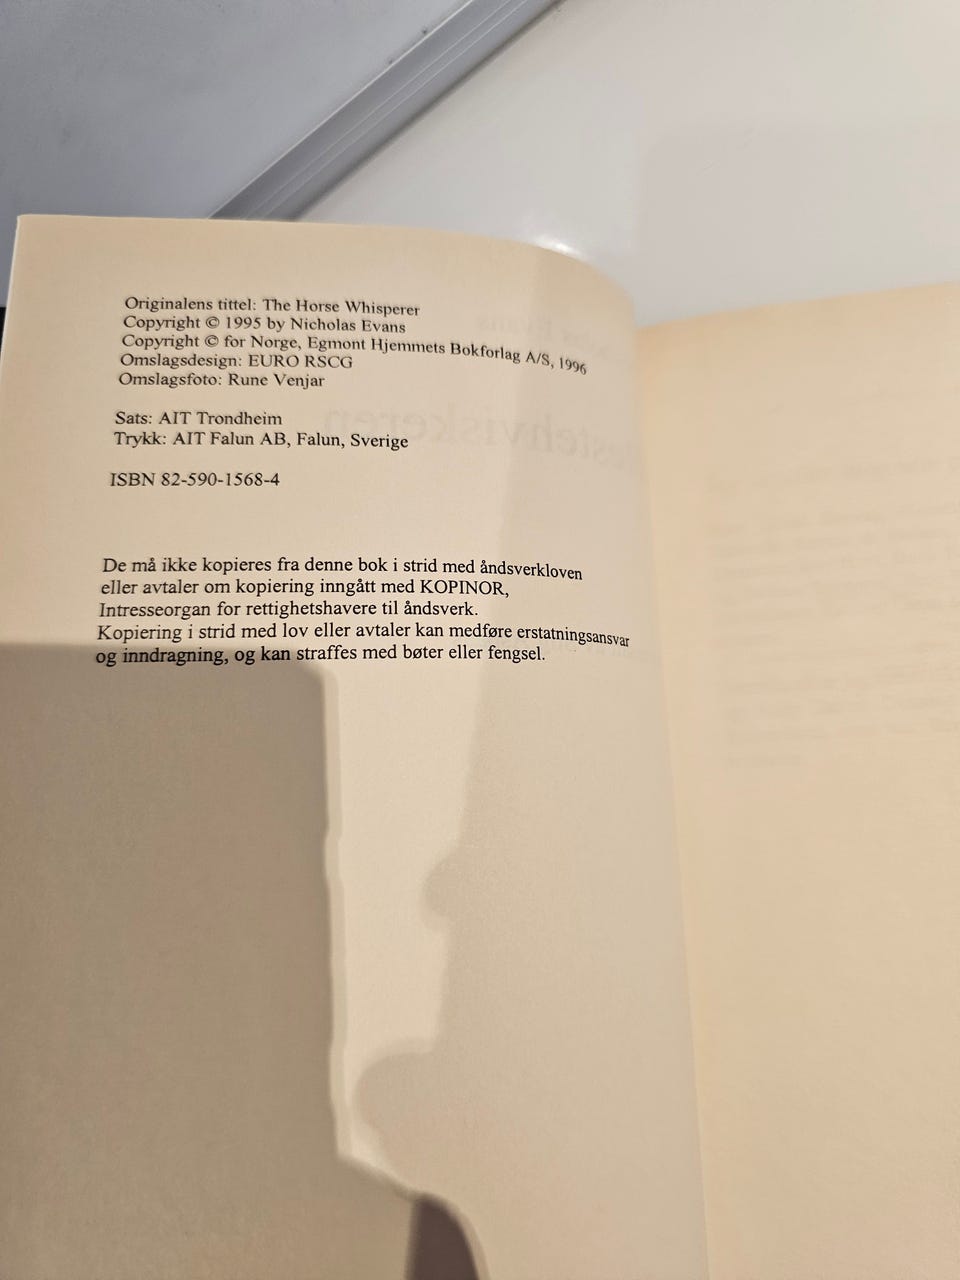 Originalens tittel: The Horse Whisperer
Copyright © 1995 by Nicholas Evans
Copyright © for Norge, Egmont Hjemmets Bokforlag A/S, 1996
Omslagsdesign: EURO RSCG
Omslagsfoto: Rune Venjar
Sats: AIT Trondheim
Trykk: AIT Falun AB, Falun, Sverige
ISBN 82-590-1568-4
De må ikke kopieres fra denne bok i strid med åndsverkloven
eller avtaler om kopiering inngått med KOPINOR,
Intresseorgan for rettighetshavere til åndsverk.
Kopiering i strid med lov eller avtaler kan medføre erstatningsansvar
og inndragning, og kan straffes med bøter eller fengsel.